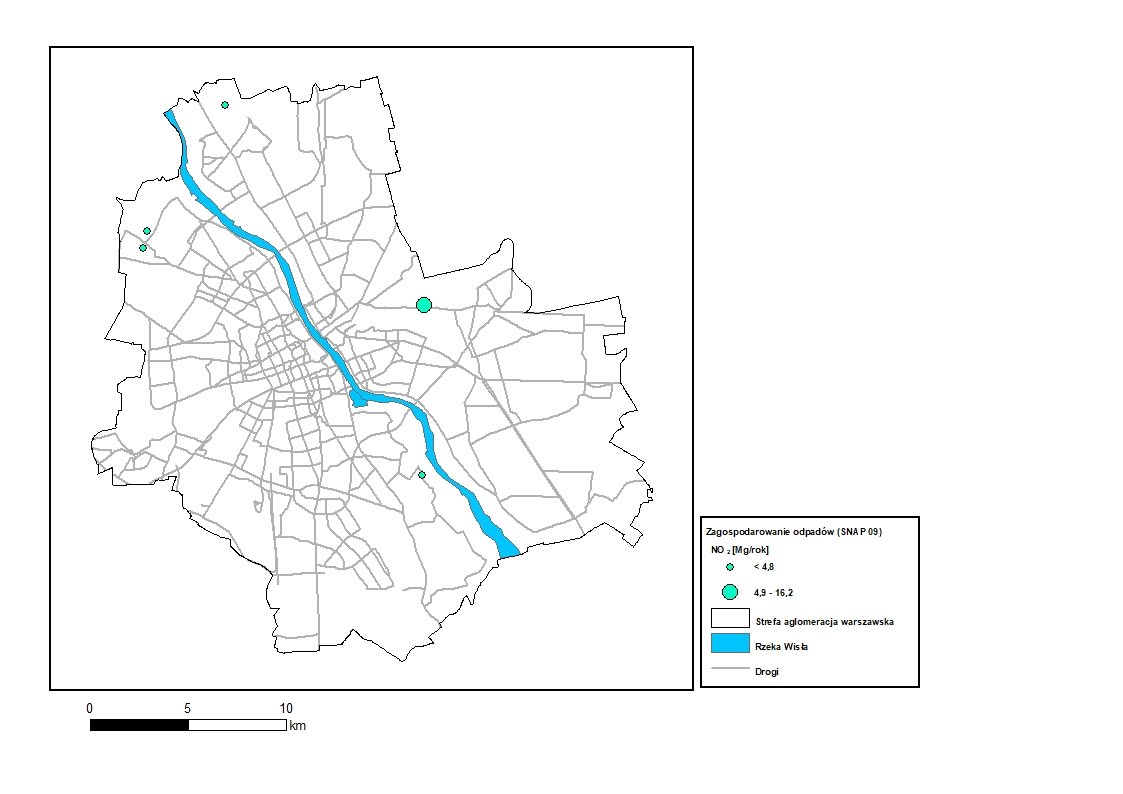 Zagospodarowanie odpadów (SNAP 09)
NO ₂ [Mg/rok]
< 4,8
4,9 - 16,2
Strefa aglomeracja warszawska
Rzeka Wisła
Drogi
0 5 10
km